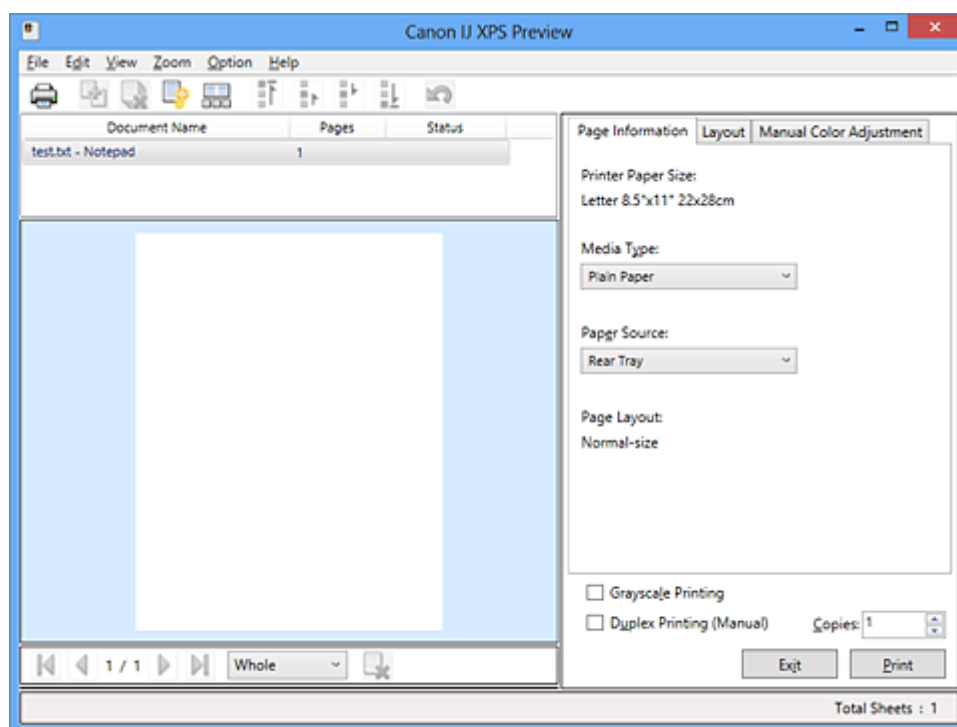 Canon IJ XPS Preview
File Edit View Zoom Option Help
Document Name Pages Status
test.txt - Notepad 1
Page Information Layout Manual Color Adjustment
Printer Paper Size:
Letter 8.5"x11" 22x28cm
Media Type:
Plain Paper
Paper Source:
Rear Tray
Page Layout:
Normal-size
Grayscale Printing
Duplex Printing (Manual) Copies: 1
1 / 1 Whole
Exit Print
Total Sheets : 1